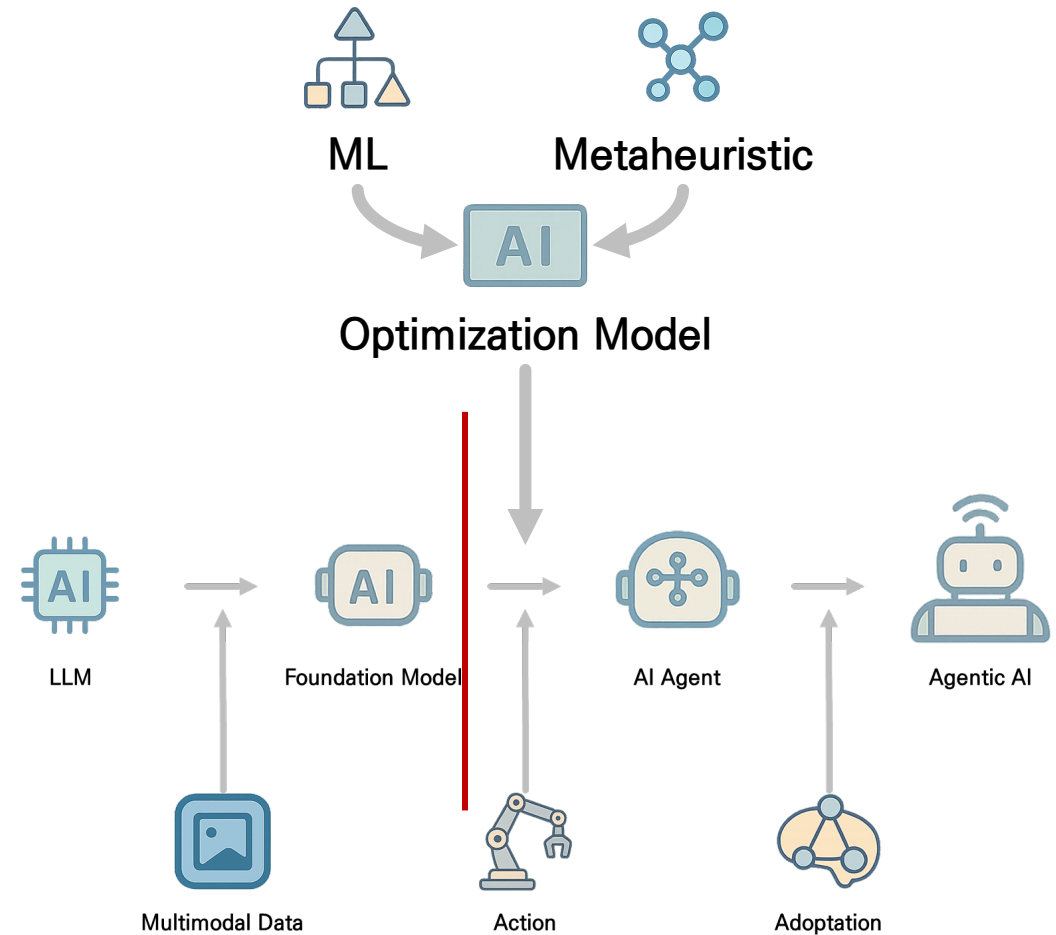 ML
Metaheuristic
AI
Optimization Model
AI
AI
LLM
Foundation Model
AI Agent
Agentic AI
Multimodal Data
Action
Adoptation